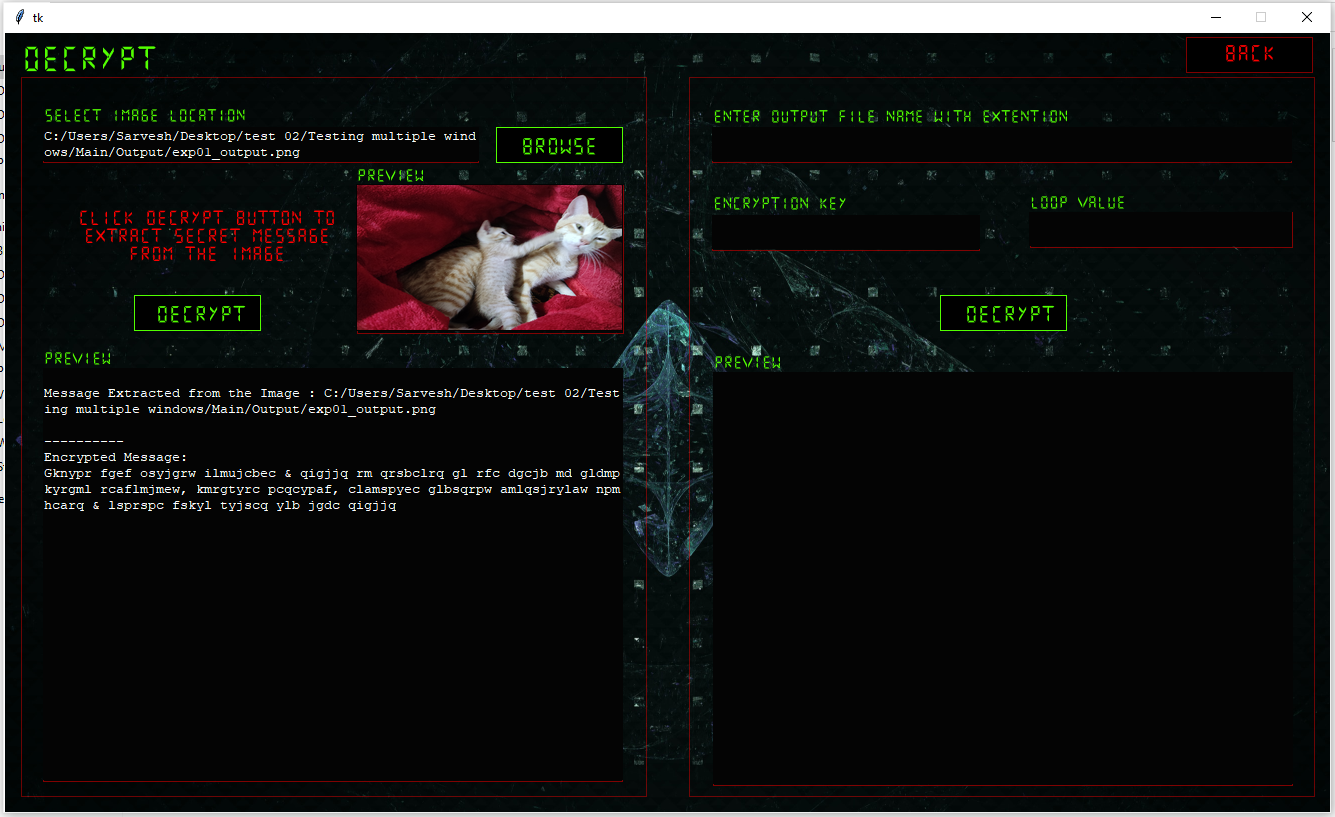 tk
DECRYPT
BACK
SELECT IMAGE LOCATION
C:/Users/Sarvesh/Desktop/test 02/Testing multiple wind
ows/Main/Output/exp01_output.png
BROWSE
PREVIEW
CLICK DECRYPT BUTTON TO
EXTRACT SECRET MESSAGE
FROM THE IMAGE
DECRYPT
PREVIEW
Message Extracted from the Image : C:/Users/Sarvesh/Desktop/test 02/Test
ing multiple windows/Main/Output/exp01_output.png
----------
Encrypted Message:
Gknypr fgef osyjgrw ilmujcbec & qigjjq rm qrsbclrq gl rfc dgcjb md gldmp
kyrgml rcaflmjmew, kmrgtyrc pcqcypaf, clamspyec glbsqrpw amlqsjrylaw npm
hcarq & lsprspc fskyl tyjscq ylb jgdc qigjjq
ENTER OUTPUT FILE NAME WITH EXTENTION
ENCRYPTION KEY
LOOP VALUE
DECRYPT
PREVIEW